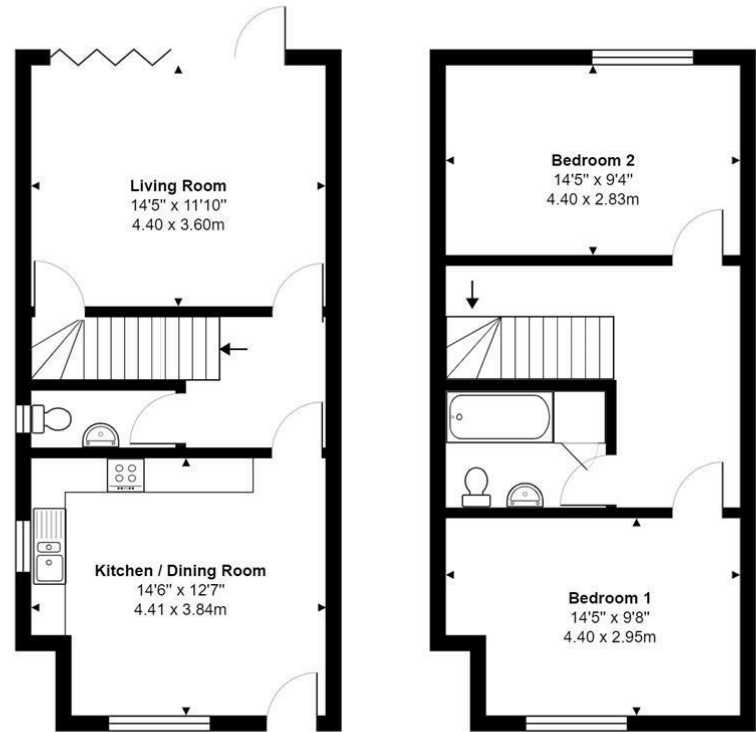 Living Room
14'5" x 11'10"
4.40 x 3.60m
Kitchen / Dining Room
14'6" x 12'7"
4.41 x 3.84m
Bedroom 2
14'5" x 9'4"
4.40 x 2.83m
Bedroom 1
14'5" x 9'8"
4.40 x 2.95m